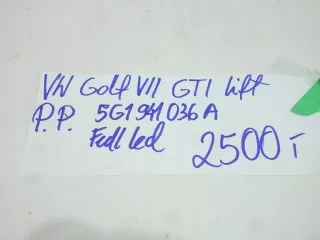 VW Golf VII GTI lift
P.P. 5G1 941 036 A
Full led 2500